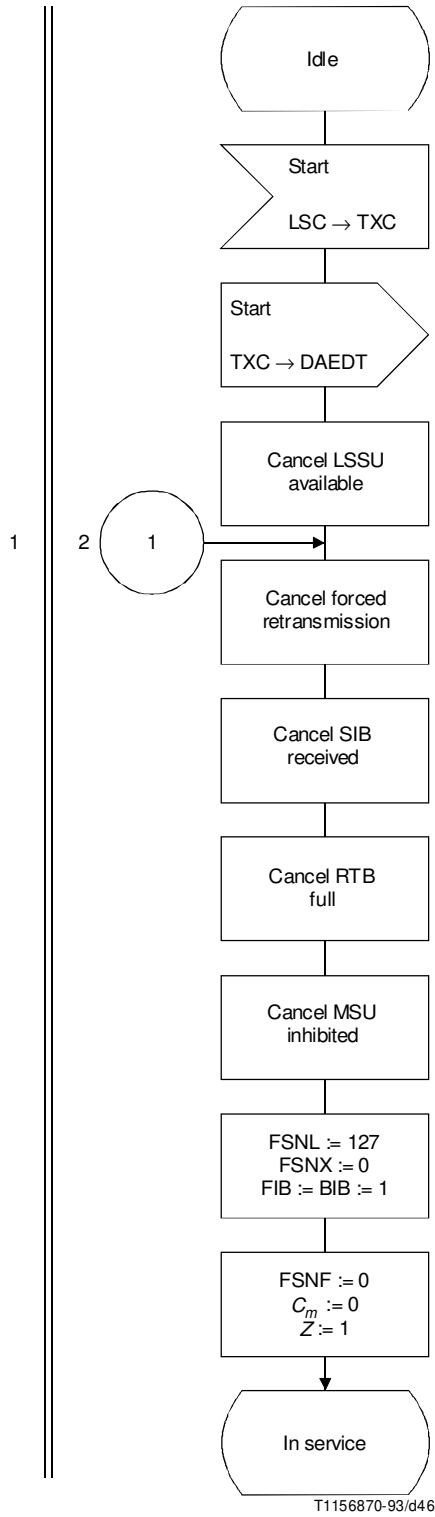 Idle
Start
LSC → TXC
Start
TXC → DAEDT
Cancel LSSU
available
1
2
1
Cancel forced
retransmission
Cancel SIB
received
Cancel RTB
full
Cancel MSU
inhibited
FSNL := 127
FSNX := 0
FIB := BIB := 1
FSNF := 0
Cm := 0
Z := 1
In service
T1156870-93/d46